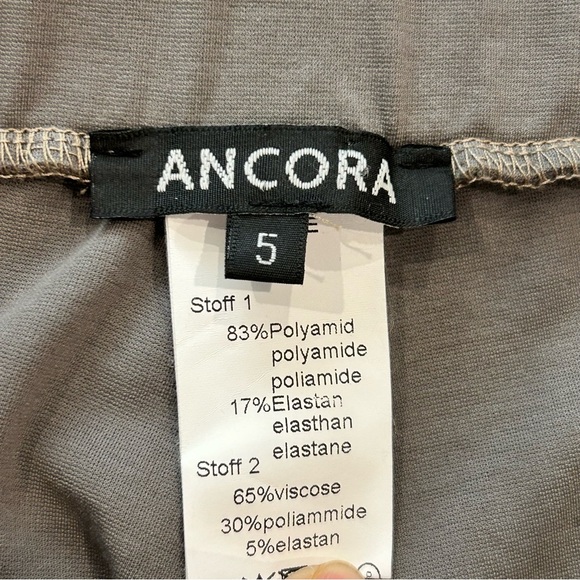 ANCORA
5
Stoff 1
83%Polyamid
polyamide
poliamide
17%Elastan
elasthan
elastane
Stoff 2
65%viscose
30%poliammide
5%elastan